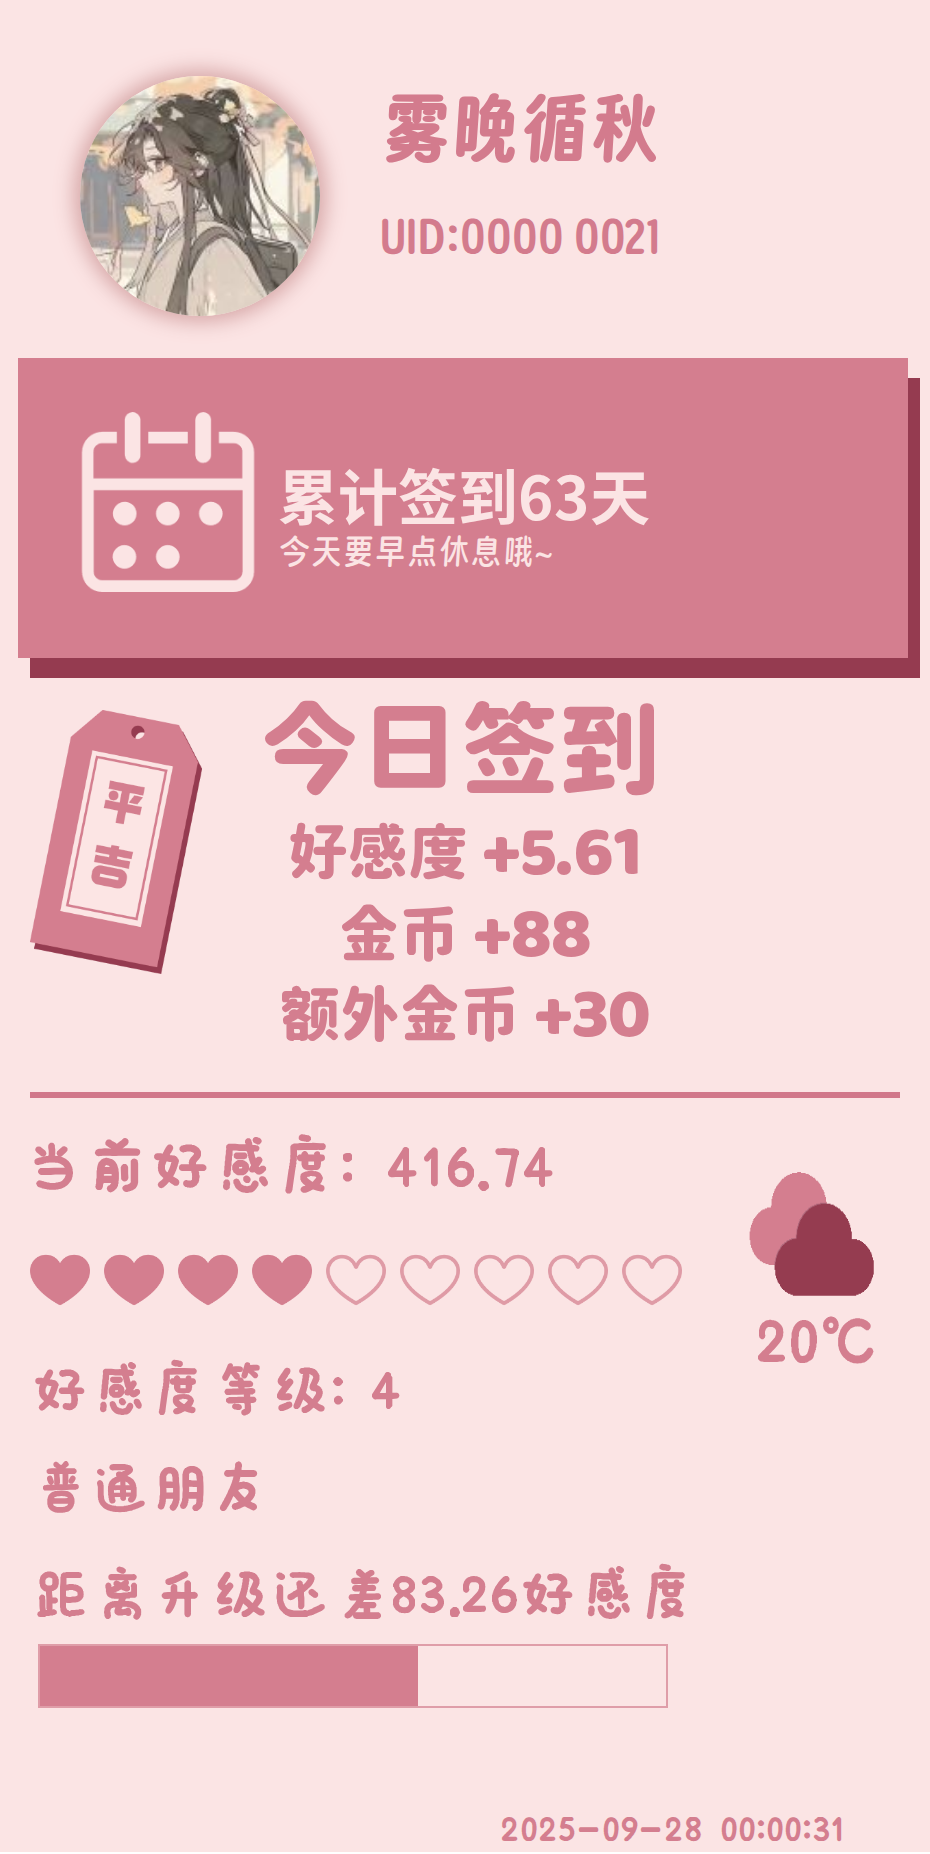 雾晚循秋
UID:0000 0021
累计签到63天
今天要早点休息哦~
今日签到
平
吉
好感度 +5.61
金币 +88
额外金币 +30
当前好感度：416.74
20℃
好感度等级：4
普通朋友
距离升级还差83.26好感度
2025-09-28 00:00:31